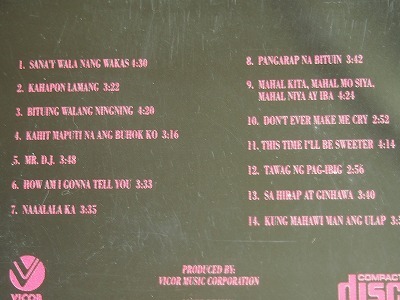 1. SANA'Y WALA NANG WAKAS 4:30
2. KAHAPON LAMANG 3:22
3. BITUING WALANG NINGNING 4:20
4. KAHIT MAPUTI NA ANG BUHOK KO 3:16
5. MR. D.J. 3:48
6. HOW AM I GONNA TELL YOU 3:33
7. NAAALALA KA 3:35
8. PANGARAP NA BITUIN 3:42
9. MAHAL KITA, MAHAL MO SIYA,
MAHAL NIYA AY IBA 4:24
10. DON'T EVER MAKE ME CRY 2:52
11. THIS TIME I'LL BE SWEETER 4:14
12. TAWAG NG PAG-IBIG 2:56
13. SA HIRAP AT GINHAWA 3:40
14. KUNG MAHAWI MAN ANG ULAP 3:5
PRODUCED BY:
VICOR MUSIC CORPORATION
VICOR
COMPACT
disc